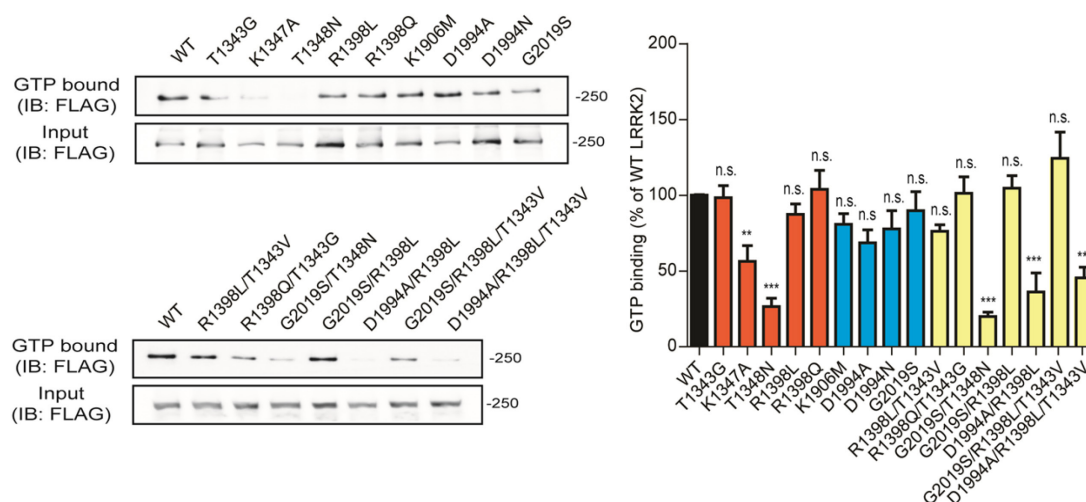 WT T1343G K1347A T1348N R1398L R1398Q K1906M D1994A D1994N G2019S
GTP bound
(IB: FLAG)
-250
Input
(IB: FLAG)
-250
WT R1398L/T1343V R1398Q/T1343G G2019S/T1348N G2019S/R1398L D1994A/R1398L G2019S/R1398L/T1343V D1994A/R1398L/T1343V
GTP bound
(IB: FLAG)
-250
Input
(IB: FLAG)
-250
GTP binding (% of WT LRRK2)
200
150
100
50
0
n.s. ** *** n.s. n.s. n.s. n.s. n.s. n.s. n.s. n.s. *** n.s. *** n.s. **
WT T1343G K1347A T1348N R1398L R1398Q K1906M D1994A D1994N G2019S R1398L/T1343V R1398Q/T1343G G2019S/T1348N G2019S/R1398L D1994A/R1398L G2019S/R1398L/T1343V D1994A/R1398L/T1343V